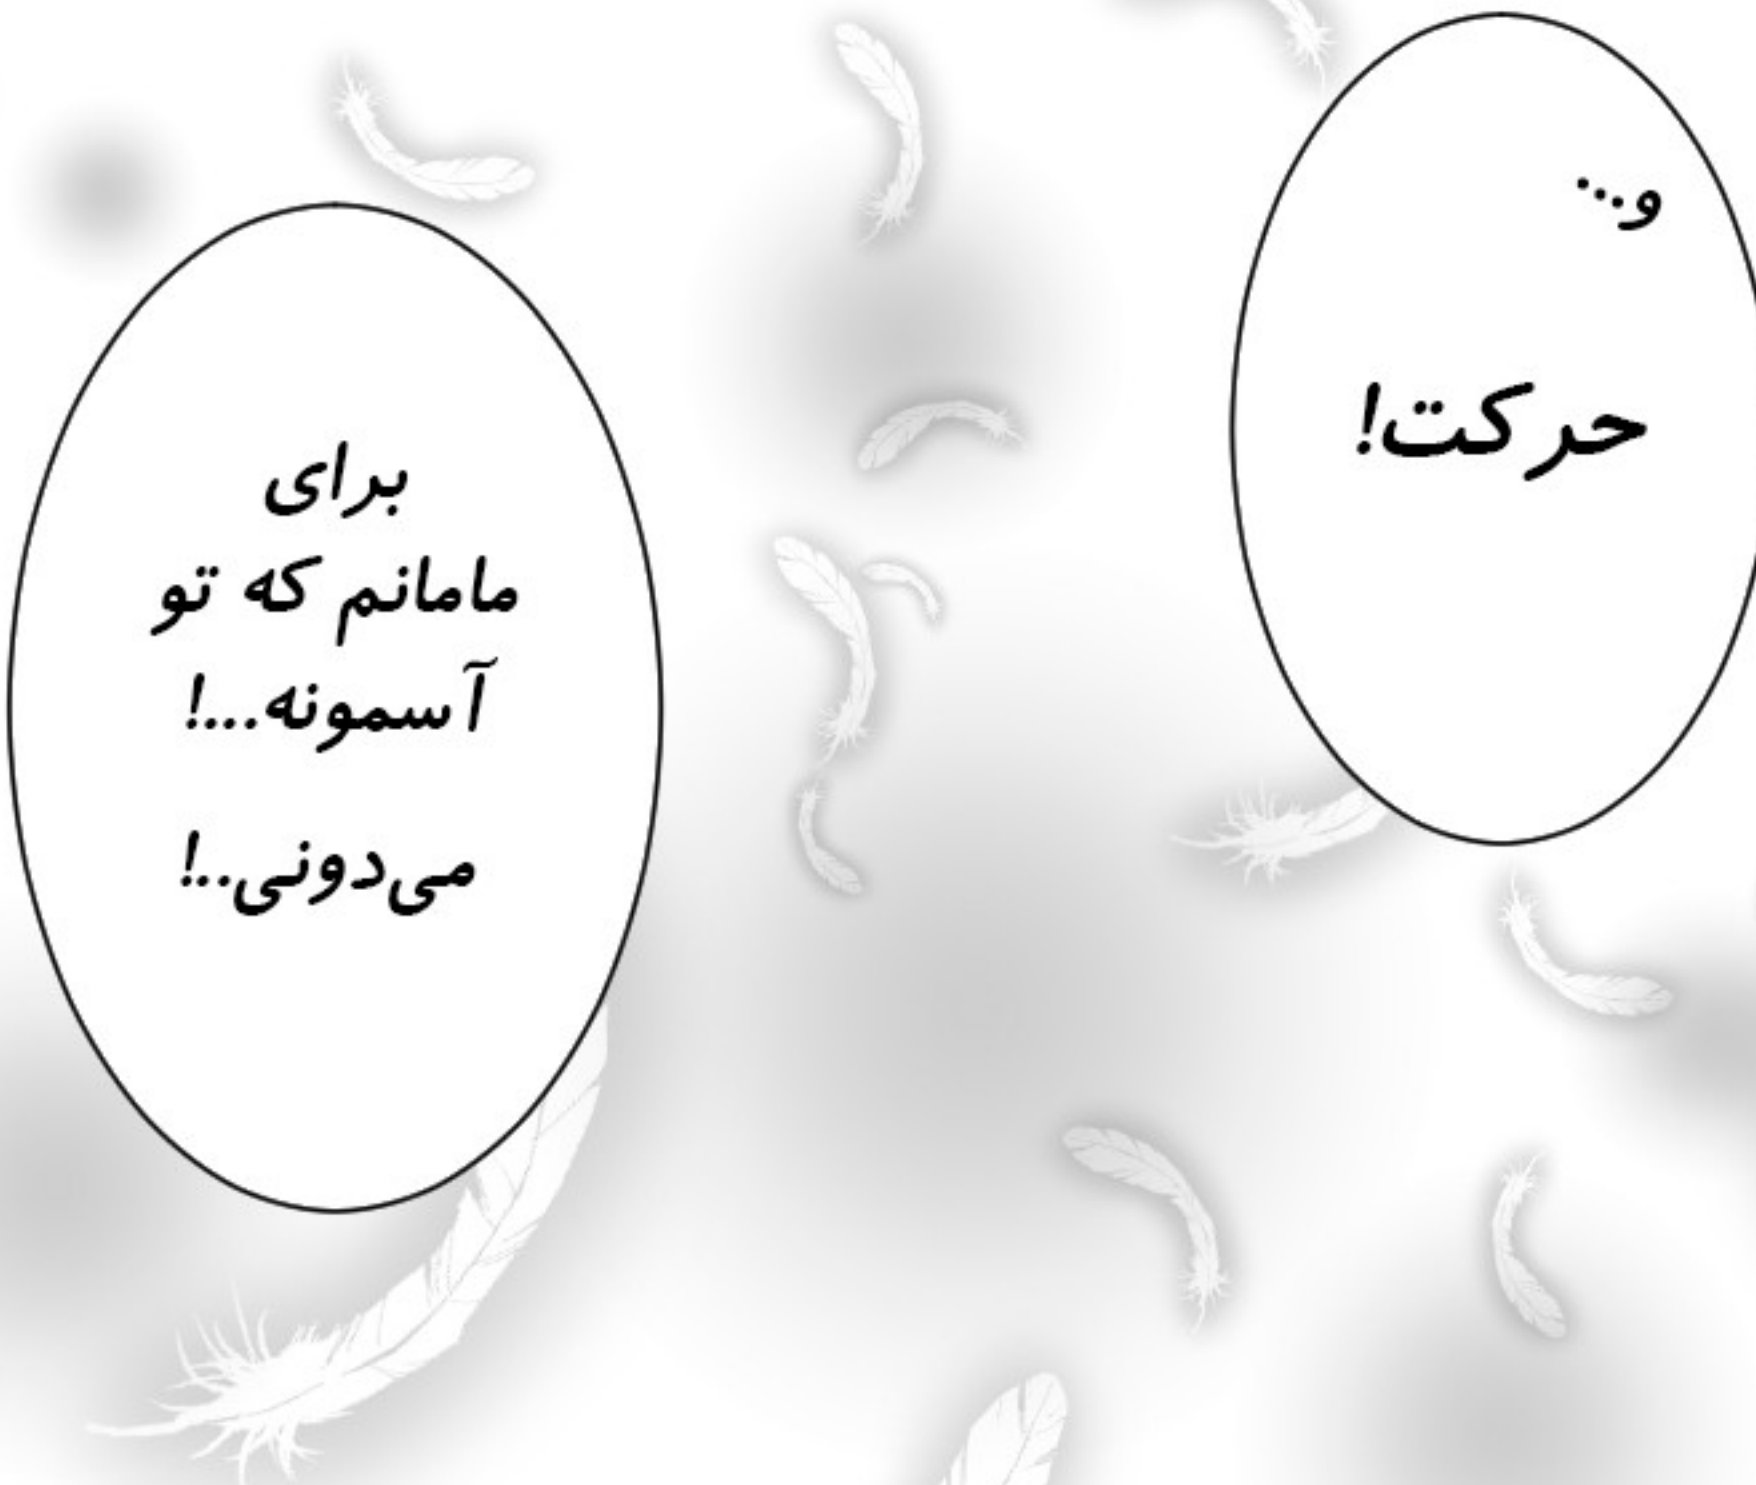 و...
حرکت!
برای
مامانم که تو
آسمونه...!
می‌دونی..!